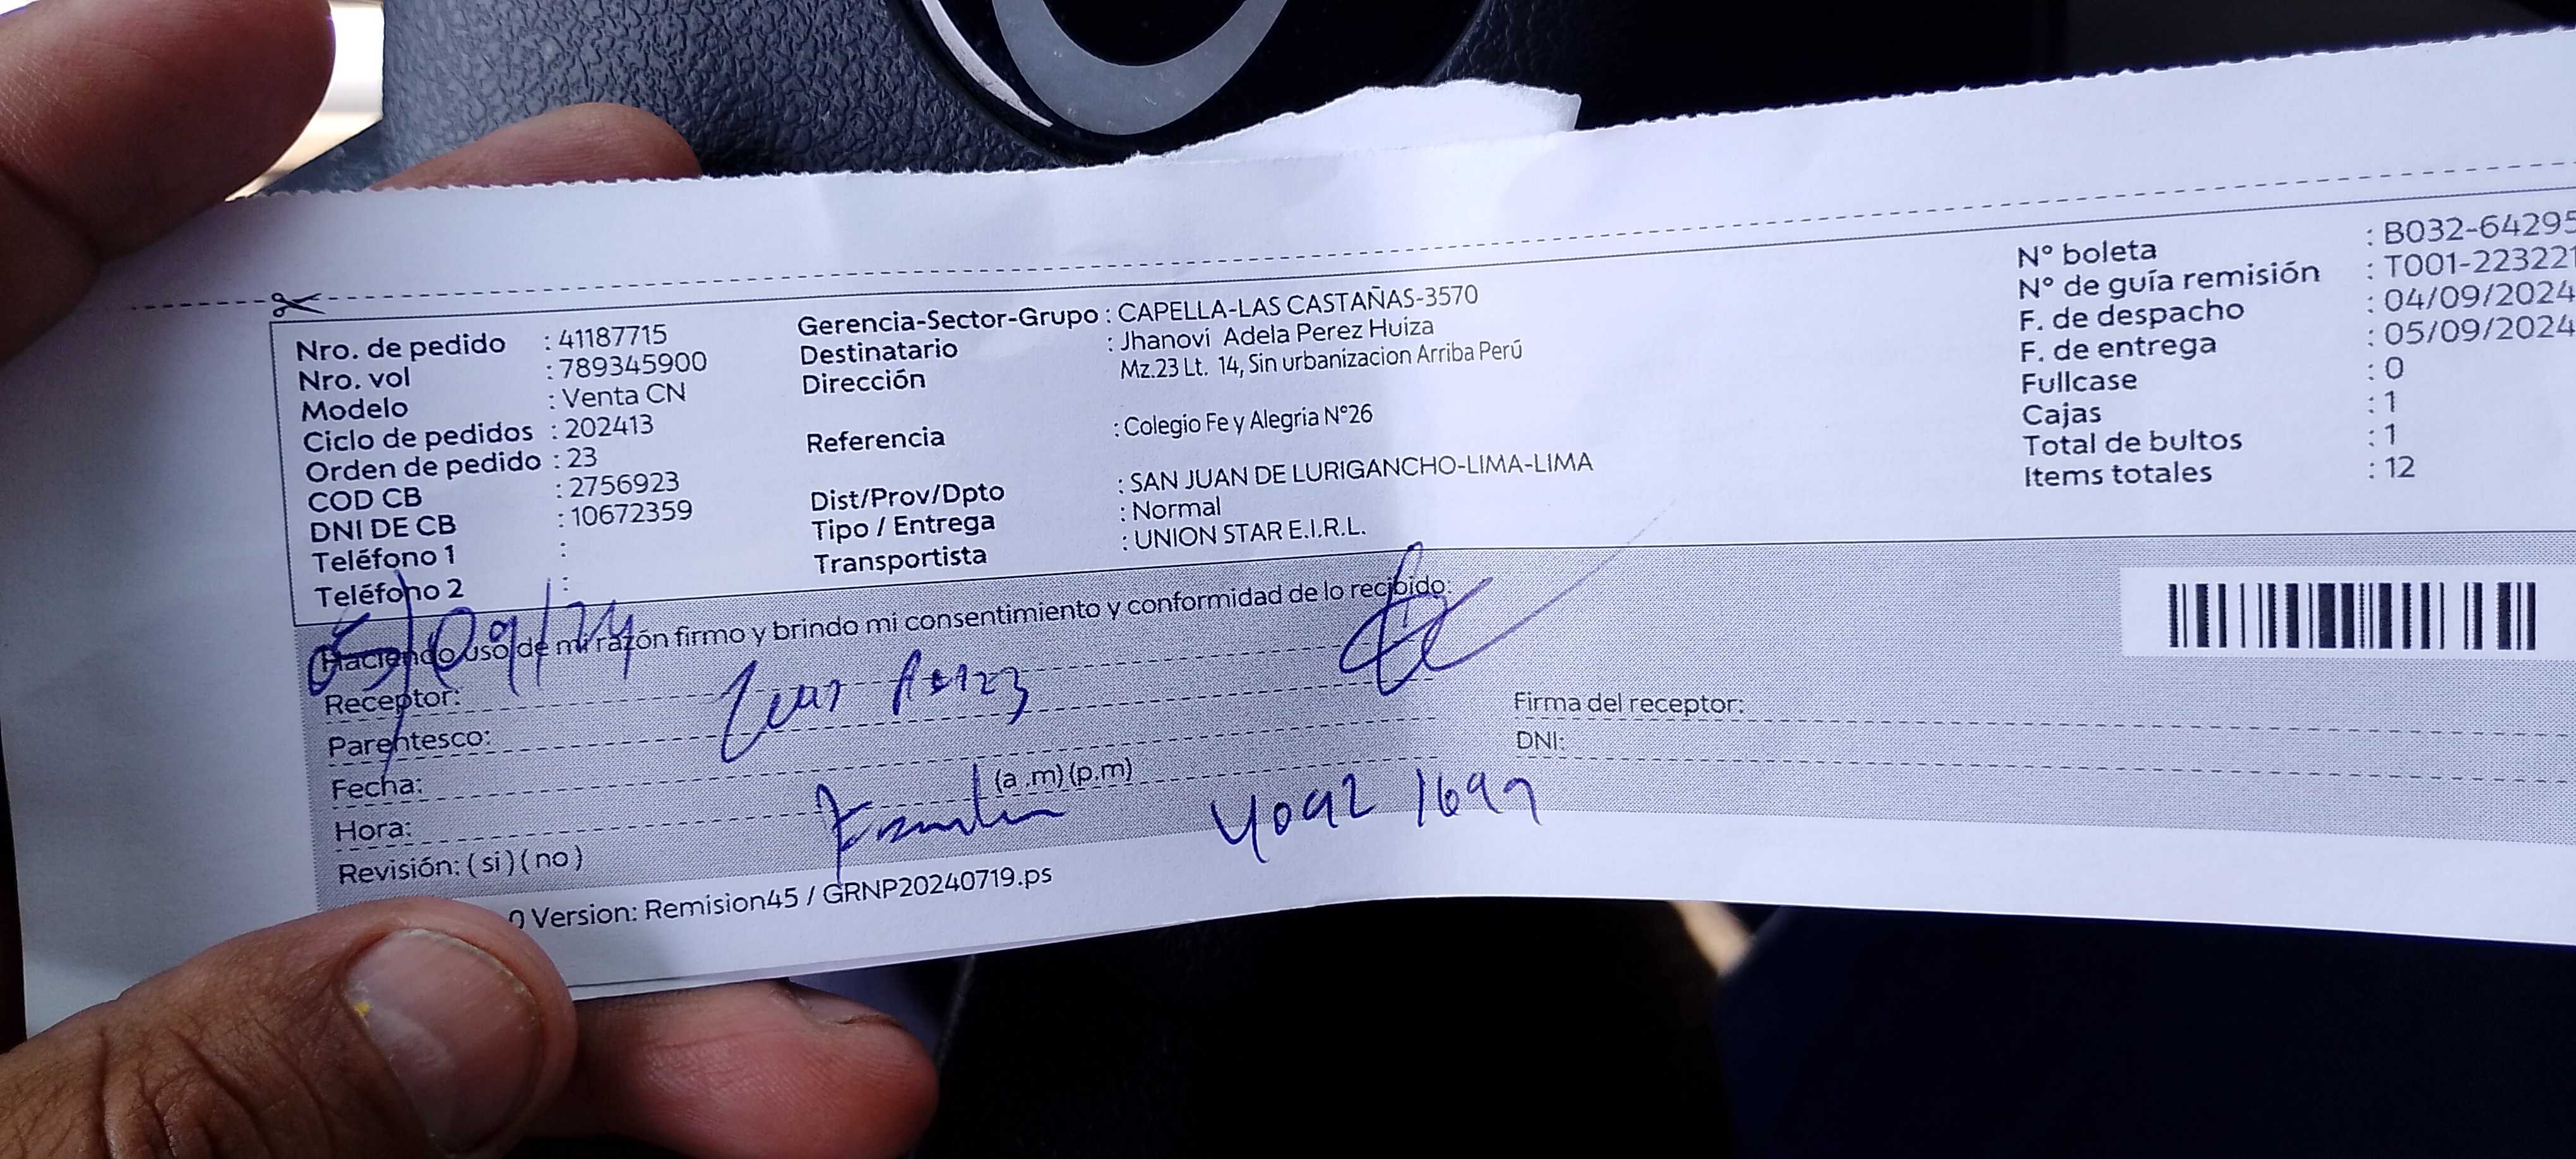 Nro. de pedido : 41187715
Nro. vol : 789345900
Modelo : Venta CN
Ciclo de pedidos : 202413
Orden de pedido : 23
COD CB : 2756923
DNI DE CB : 10672359
Teléfono 1 :
Teléfono 2 :
Gerencia-Sector-Grupo : CAPELLA-LAS CASTAÑAS-3570
Destinatario : Jhanovi Adela Perez Huiza
Dirección Mz.23 Lt. 14, Sin urbanizacion Arriba Perú
Referencia : Colegio Fe y Alegria N°26
Dist/Prov/Dpto : SAN JUAN DE LURIGANCHO-LIMA-LIMA
Tipo / Entrega : Normal
Transportista : UNION STAR E.I.R.L.
N° boleta : B032-64295
N° de guía remisión : T001-223221
F. de despacho : 04/09/2024
F. de entrega : 05/09/2024
Fullcase : 0
Cajas : 1
Total de bultos : 1
Items totales : 12
Haciendo uso de mi razón firmo y brindo mi consentimiento y conformidad de lo recibido:
5/09/24
Receptor:
Parentesco:
Fecha:
Hora: (a .m) (p.m)
Revisión: ( si ) ( no )
Firma del receptor:
DNI:
4092 1697
0 Version: Remision45 / GRNP20240719.ps